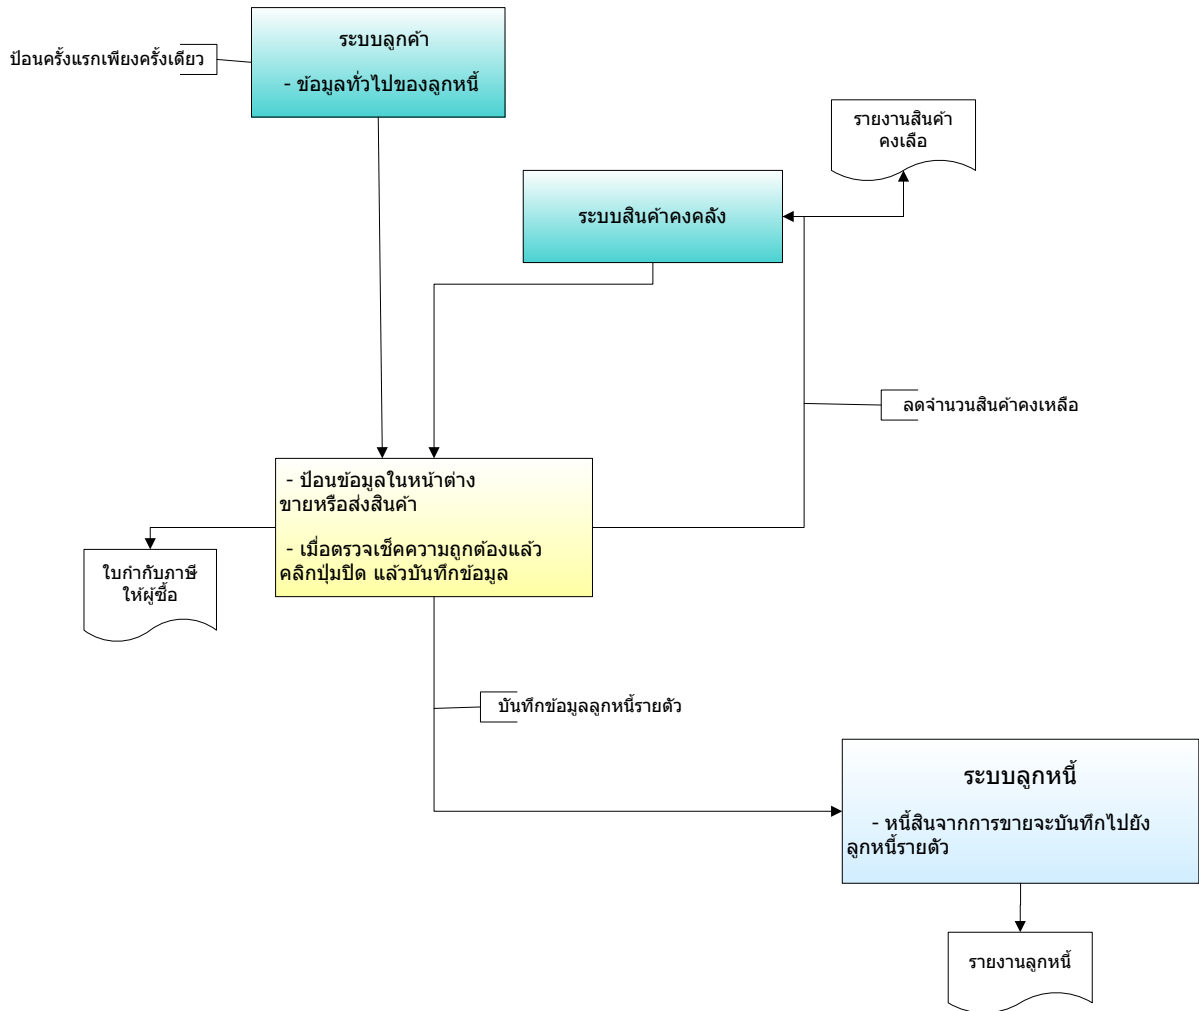 ระบบลูกค้า
ป้อนครั้งแรกเพียงครั้งเดียว
- ข้อมูลทั่วไปของลูกหนี้
รายงานสินค้า
คงเลือ
ระบบสินค้าคงคลัง
ลดจำนวนสินค้าคงเหลือ
- ป้อนข้อมูลในหน้าต่าง
ขายหรือส่งสินค้า
- เมื่อตรวจเช็คความถูกต้องแล้ว
คลิกปุ่มปิด แล้วบันทึกข้อมูล
ใบกำกับภาษี
ให้ผู้ซื้อ
บันทึกข้อมูลลูกหนี้รายตัว
ระบบลูกหนี้
- หนี้สินจากการขายจะบันทึกไปยัง
ลูกหนี้รายตัว
รายงานลูกหนี้